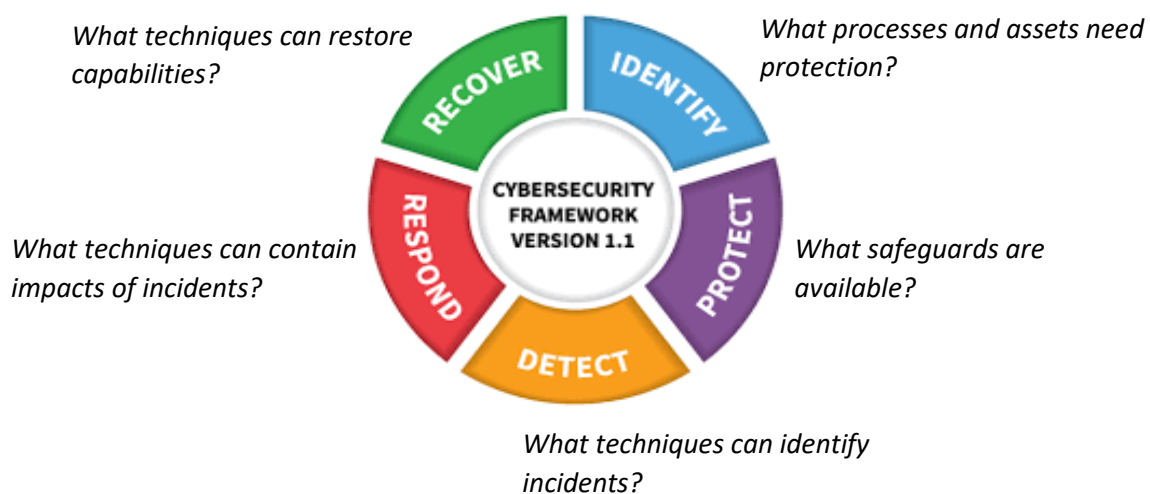 What techniques can restore
capabilities?
What processes and assets need
protection?
RECOVER
IDENTIFY
CYBERSECURITY
FRAMEWORK
VERSION 1.1
RESPOND
PROTECT
What techniques can contain
impacts of incidents?
What safeguards are
available?
DETECT
What techniques can identify
incidents?